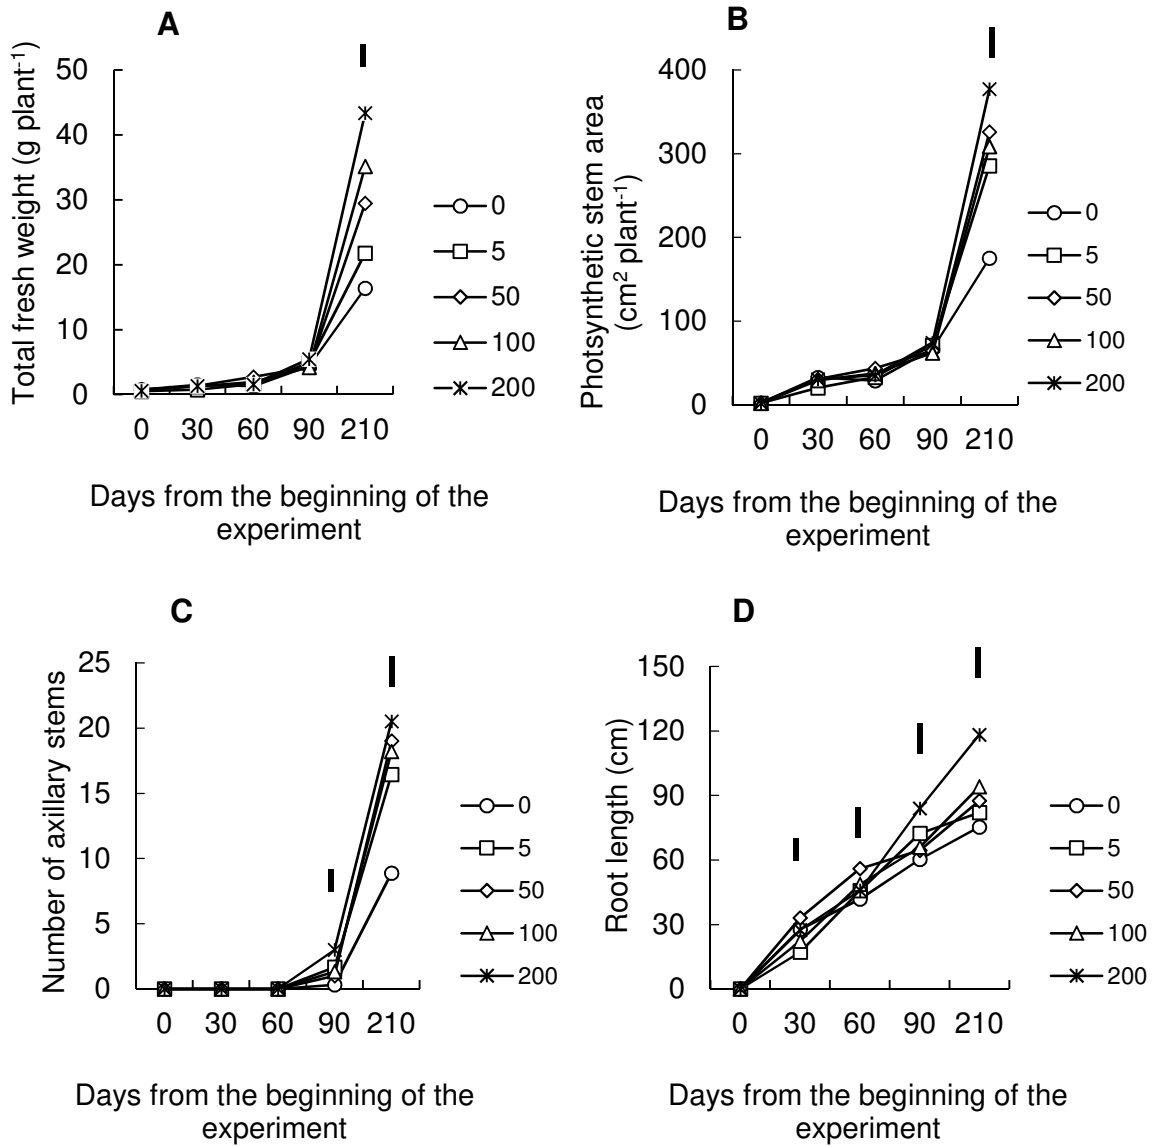 A
Total fresh weight (g plant⁻¹)
50
40
30
20
10
0
0 30 60 90 210
Days from the beginning of the
experiment
0
5
50
100
200
B
Photsynthetic stem area
(cm² plant⁻¹)
400
300
200
100
0
0 30 60 90 210
Days from the beginning of the
experiment
0
5
50
100
200
C
Number of axillary stems
25
20
15
10
5
0
0 30 60 90 210
Days from the beginning of the
experiment
0
5
50
100
200
D
Root length (cm)
150
120
90
60
30
0
0 30 60 90 210
Days from the beginning of the
experiment
0
5
50
100
200